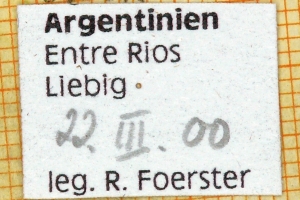 Argentinien
Entre Rios
Liebig
22. III. 00
leg. R. Foerster